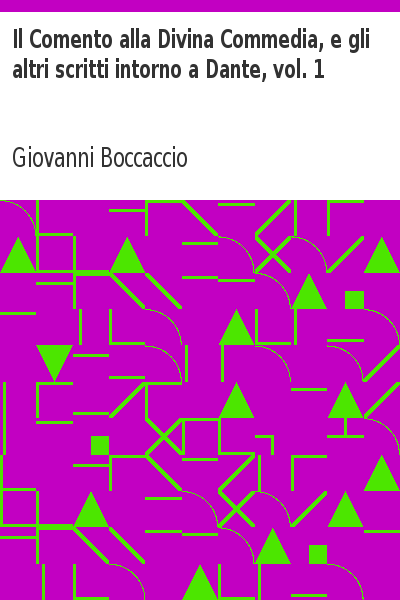 Il Comento alla Divina Commedia, e gli
altri scritti intorno a Dante, vol. 1
Giovanni Boccaccio